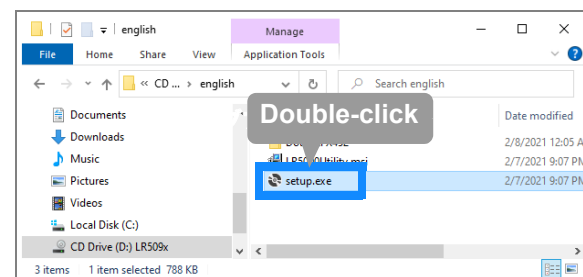 english
Manage
File
Home
Share
View
Application Tools
« CD ... › english
Search english
Double-click
Date modified
Documents
Downloads
Music
Pictures
Videos
Local Disk (C:)
CD Drive (D:) LR509x
2/8/2021 12:05 A
LR5000Utility.msi
2/7/2021 9:07 PM
setup.exe
2/7/2021 9:07 PM
3 items
1 item selected 788 KB